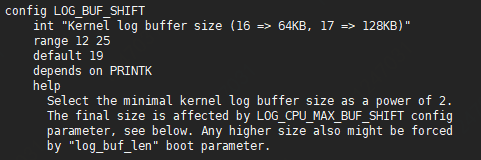 config LOG_BUF_SHIFT
int "Kernel log buffer size (16 => 64KB, 17 => 128KB)"
range 12 25
default 19
depends on PRINTK
help
Select the minimal kernel log buffer size as a power of 2.
The final size is affected by LOG_CPU_MAX_BUF_SHIFT config
parameter, see below. Any higher size also might be forced
by "log_buf_len" boot parameter.